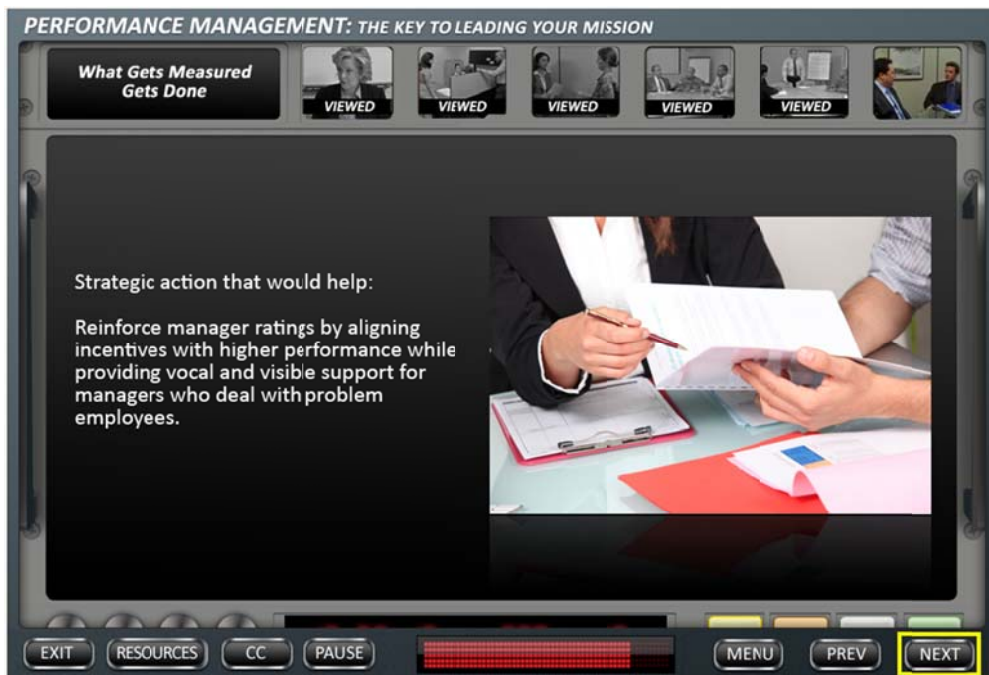 PERFORMANCE MANAGEMENT: THE KEY TO LEADING YOUR MISSION
What Gets Measured
Gets Done
VIEWED
VIEWED
VIEWED
VIEWED
VIEWED
Strategic action that would help:
Reinforce manager ratings by aligning
incentives with higher performance while
providing vocal and visible support for
managers who deal with problem
employees.
EXIT
RESOURCES
CC
PAUSE
MENU
PREV
NEXT